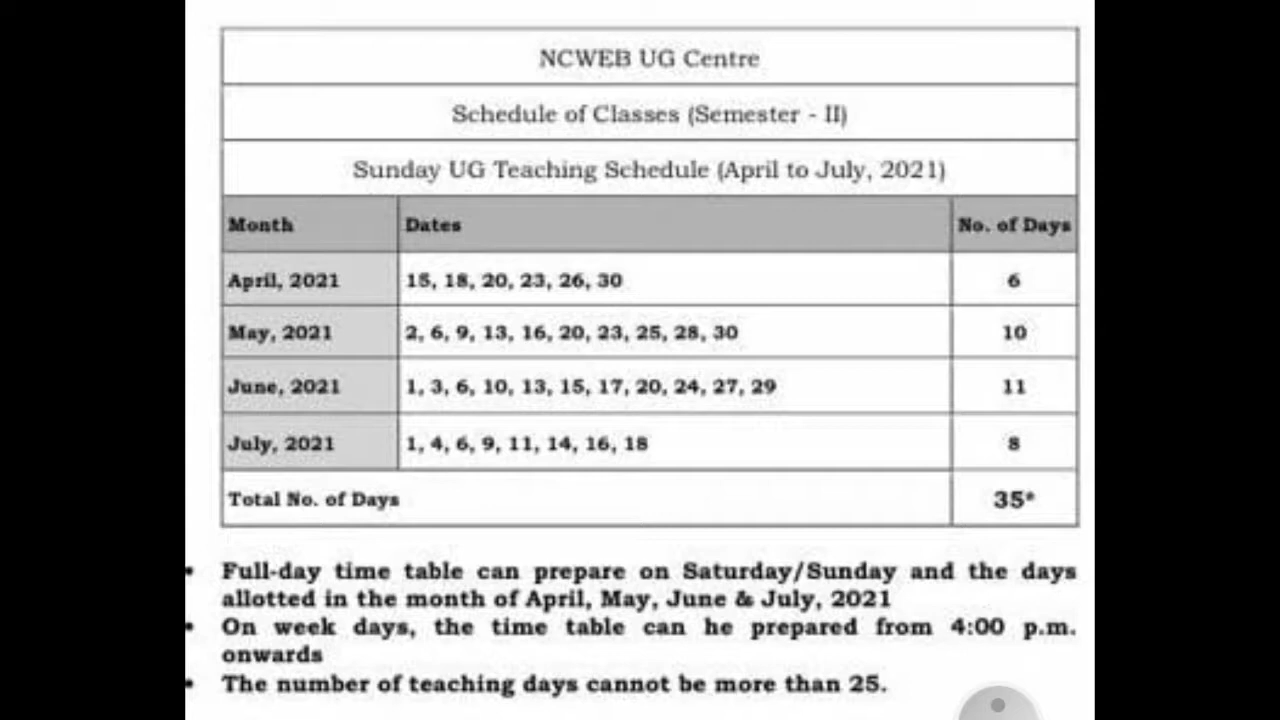 NCWEB UG Centre
Schedule of Classes (Semester - II)
Sunday UG Teaching Schedule (April to July, 2021)
Month Dates No. of Days
April, 2021 15, 18, 20, 23, 26, 30 6
May, 2021 2, 6, 9, 13, 16, 20, 23, 25, 28, 30 10
June, 2021 1, 3, 6, 10, 13, 15, 17, 20, 24, 27, 29 11
July, 2021 1, 4, 6, 9, 11, 14, 16, 18 8
Total No. of Days 35*
• Full-day time table can prepare on Saturday/Sunday and the days
allotted in the month of April, May, June & July, 2021
• On week days, the time table can he prepared from 4:00 p.m.
onwards
• The number of teaching days cannot be more than 25.